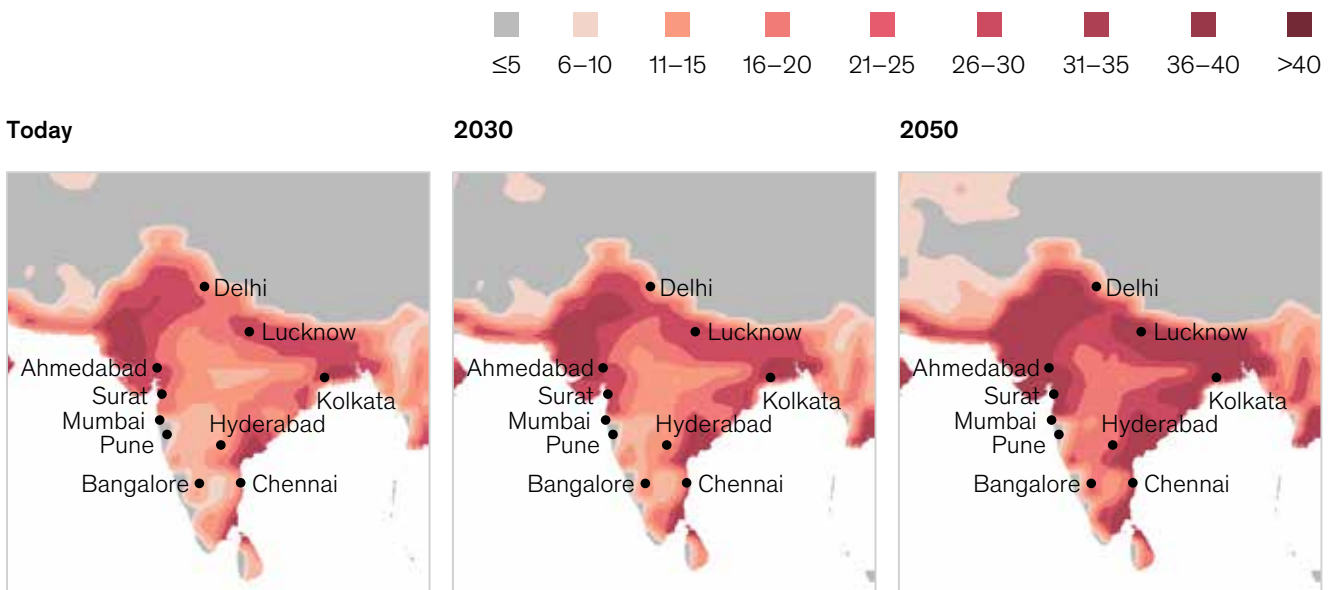 ≤5 6–10 11–15 16–20 21–25 26–30 31–35 36–40 >40
Today 2030 2050
Delhi Delhi Delhi
Lucknow Lucknow Lucknow
Ahmedabad Ahmedabad Ahmedabad
Surat Surat Surat
Kolkata Kolkata Kolkata
Mumbai Hyderabad Mumbai Hyderabad Mumbai Hyderabad
Pune Pune Pune
Bangalore Chennai Bangalore Chennai Bangalore Chennai